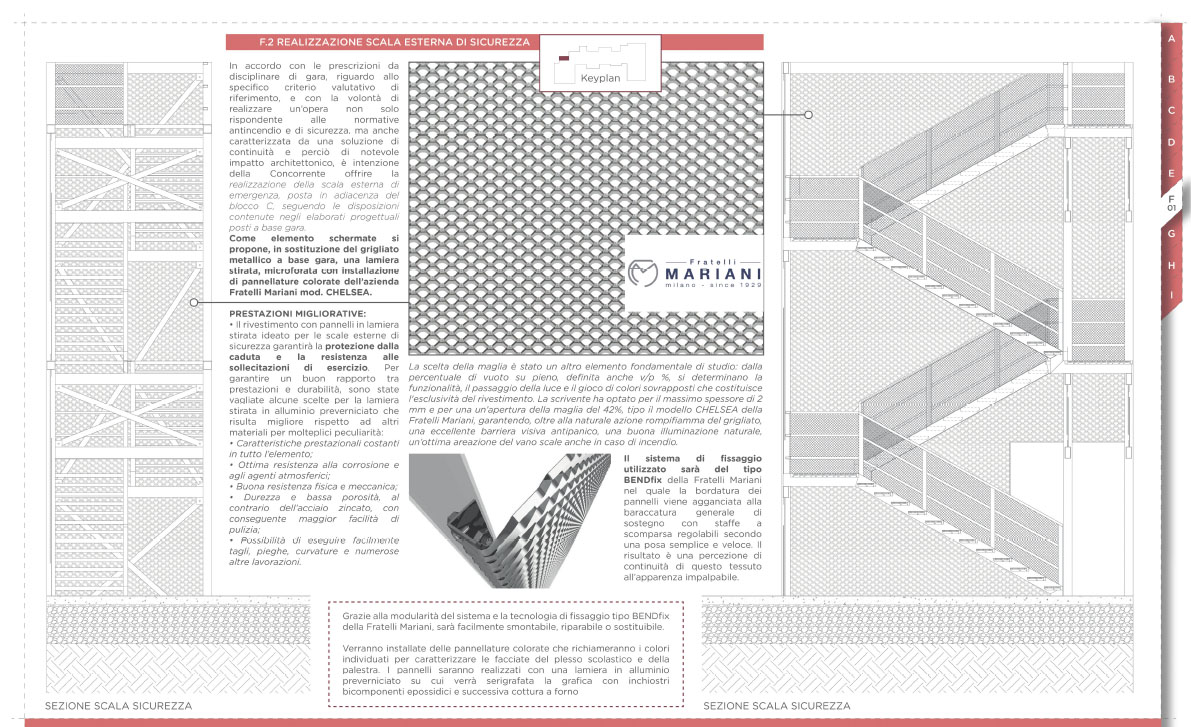 F.2 REALIZZAZIONE SCALA ESTERNA DI SICUREZZA
Keyplan
In accordo con le prescrizioni da
disciplinare di gara, riguardo allo
specifico criterio valutativo di
riferimento, e con la volontà di
realizzare un'opera non solo
rispondente alle normative
antincendio e di sicurezza, ma anche
caratterizzata da una soluzione di
continuità e perciò di notevole
impatto architettonico, è intenzione
della Concorrente offrire la
realizzazione della scala esterna di
emergenza, posta in adiacenza del
blocco C, seguendo le disposizioni
contenute negli elaborati progettuali
posti a base gara.
Come elemento schermate si
propone, in sostituzione del grigliato
metallico a base gara, una lamiera
stirata, microforata con installazione
di pannellature colorate dell'azienda
Fratelli Mariani mod. CHELSEA.
PRESTAZIONI MIGLIORATIVE:
• Il rivestimento con pannelli in lamiera
stirata ideato per le scale esterne di
sicurezza garantirà la protezione dalla
caduta e la resistenza alle
sollecitazioni di esercizio. Per
garantire un buon rapporto tra
prestazioni e durabilità, sono state
vagliate alcune scelte per la lamiera
stirata in alluminio preverniciato che
risulta migliore rispetto ad altri
materiali per molteplici peculiarità:
• Caratteristiche prestazionali costanti
in tutto l'elemento;
• Ottima resistenza alla corrosione e
agli agenti atmosferici;
• Buona resistenza fisica e meccanica;
• Durezza e bassa porosità, al
contrario dell'acciaio zincato, con
conseguente maggior facilità di
pulizia;
• Possibilità di eseguire facilmente
tagli, pieghe, curvature e numerose
altre lavorazioni.
Fratelli
MARIANI
milano - since 1929
La scelta della maglia è stato un altro elemento fondamentale di studio: dalla
percentuale di vuoto su pieno, definita anche v/p %, si determinano la
funzionalità, il passaggio della luce e il gioco di colori sovrapposti che costituisce
l'esclusività del rivestimento. La scrivente ha optato per il massimo spessore di 2
mm e per una un'apertura della maglia del 42%, tipo il modello CHELSEA della
Fratelli Mariani, garantendo, oltre alla naturale azione rompifiamma del grigliato,
una eccellente barriera visiva antipanico, una buona illuminazione naturale,
un'ottima areazione del vano scale anche in caso di incendio.
Il sistema di fissaggio
utilizzato sarà del tipo
BENDfix della Fratelli Mariani
nel quale la bordatura dei
pannelli viene agganciata alla
baraccatura generale di
sostegno con staffe a
scomparsa regolabili secondo
una posa semplice e veloce. Il
risultato è una percezione di
continuità di questo tessuto
all'apparenza impalpabile.
Grazie alla modularità del sistema e la tecnologia di fissaggio tipo BENDfix
della Fratelli Mariani, sarà facilmente smontabile, riparabile o sostituibile.
Verranno installate delle pannellature colorate che richiameranno i colori
individuati per caratterizzare le facciate del plesso scolastico e della
palestra. I pannelli saranno realizzati con una lamiera in alluminio
preverniciato su cui verrà serigrafata la grafica con inchiostri
bicomponenti epossidici e successiva cottura a forno
SEZIONE SCALA SICUREZZA
SEZIONE SCALA SICUREZZA
A
B
C
D
E
F
01
G
H
I